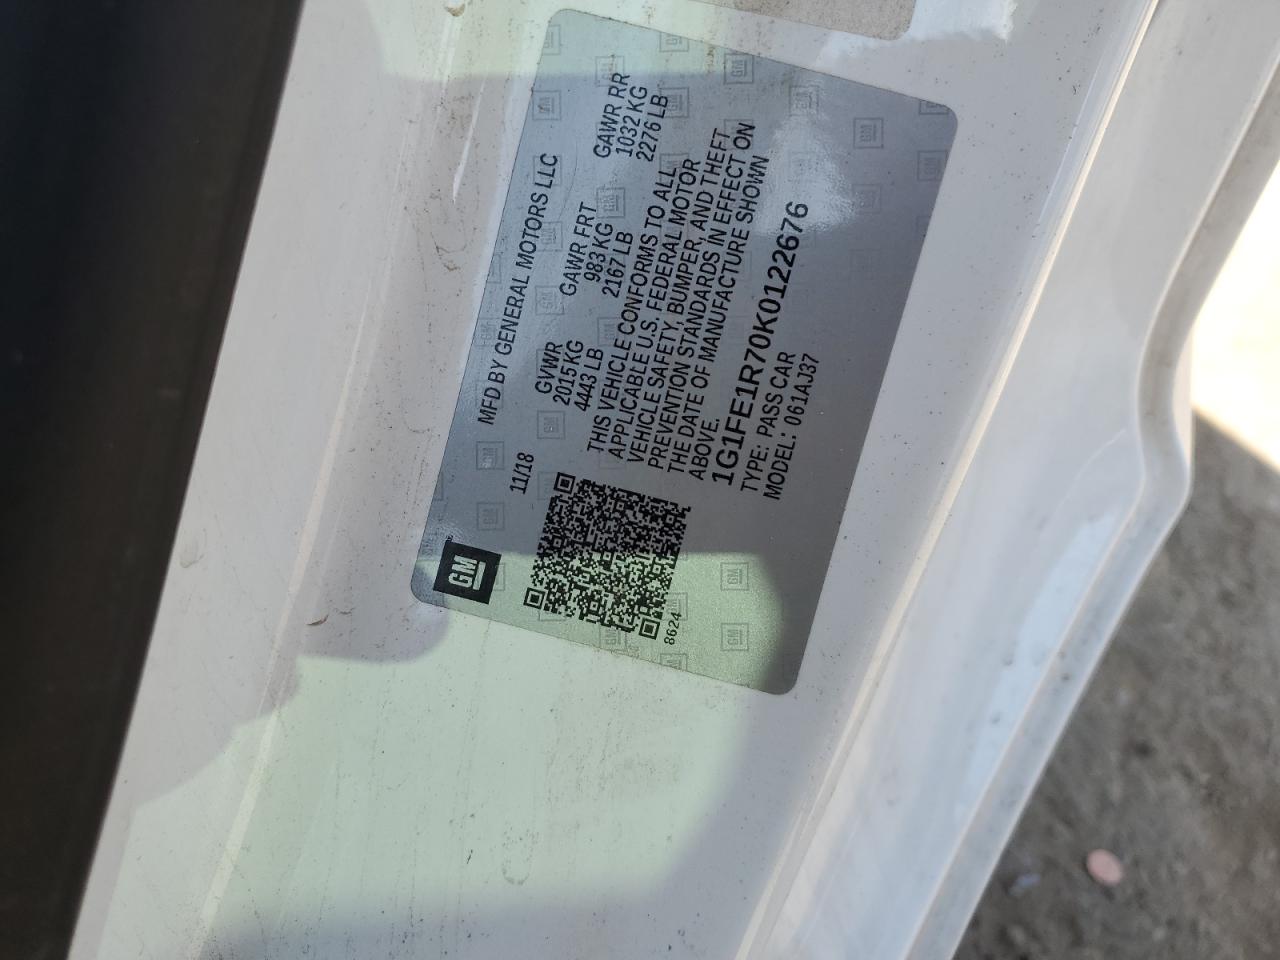 MFD BY GENERAL MOTORS LLC
11/18
GVWR GAWR FRT GAWR RR
2015 KG 983 KG 1032 KG
4443 LB 2167 LB 2276 LB
THIS VEHICLE CONFORMS TO ALL
APPLICABLE U.S. FEDERAL MOTOR
VEHICLE SAFETY, BUMPER, AND THEFT
PREVENTION STANDARDS IN EFFECT ON
THE DATE OF MANUFACTURE SHOWN
ABOVE.
1G1FE1R70K0122676
TYPE: PASS CAR
MODEL: 061AJ37
GM
8624